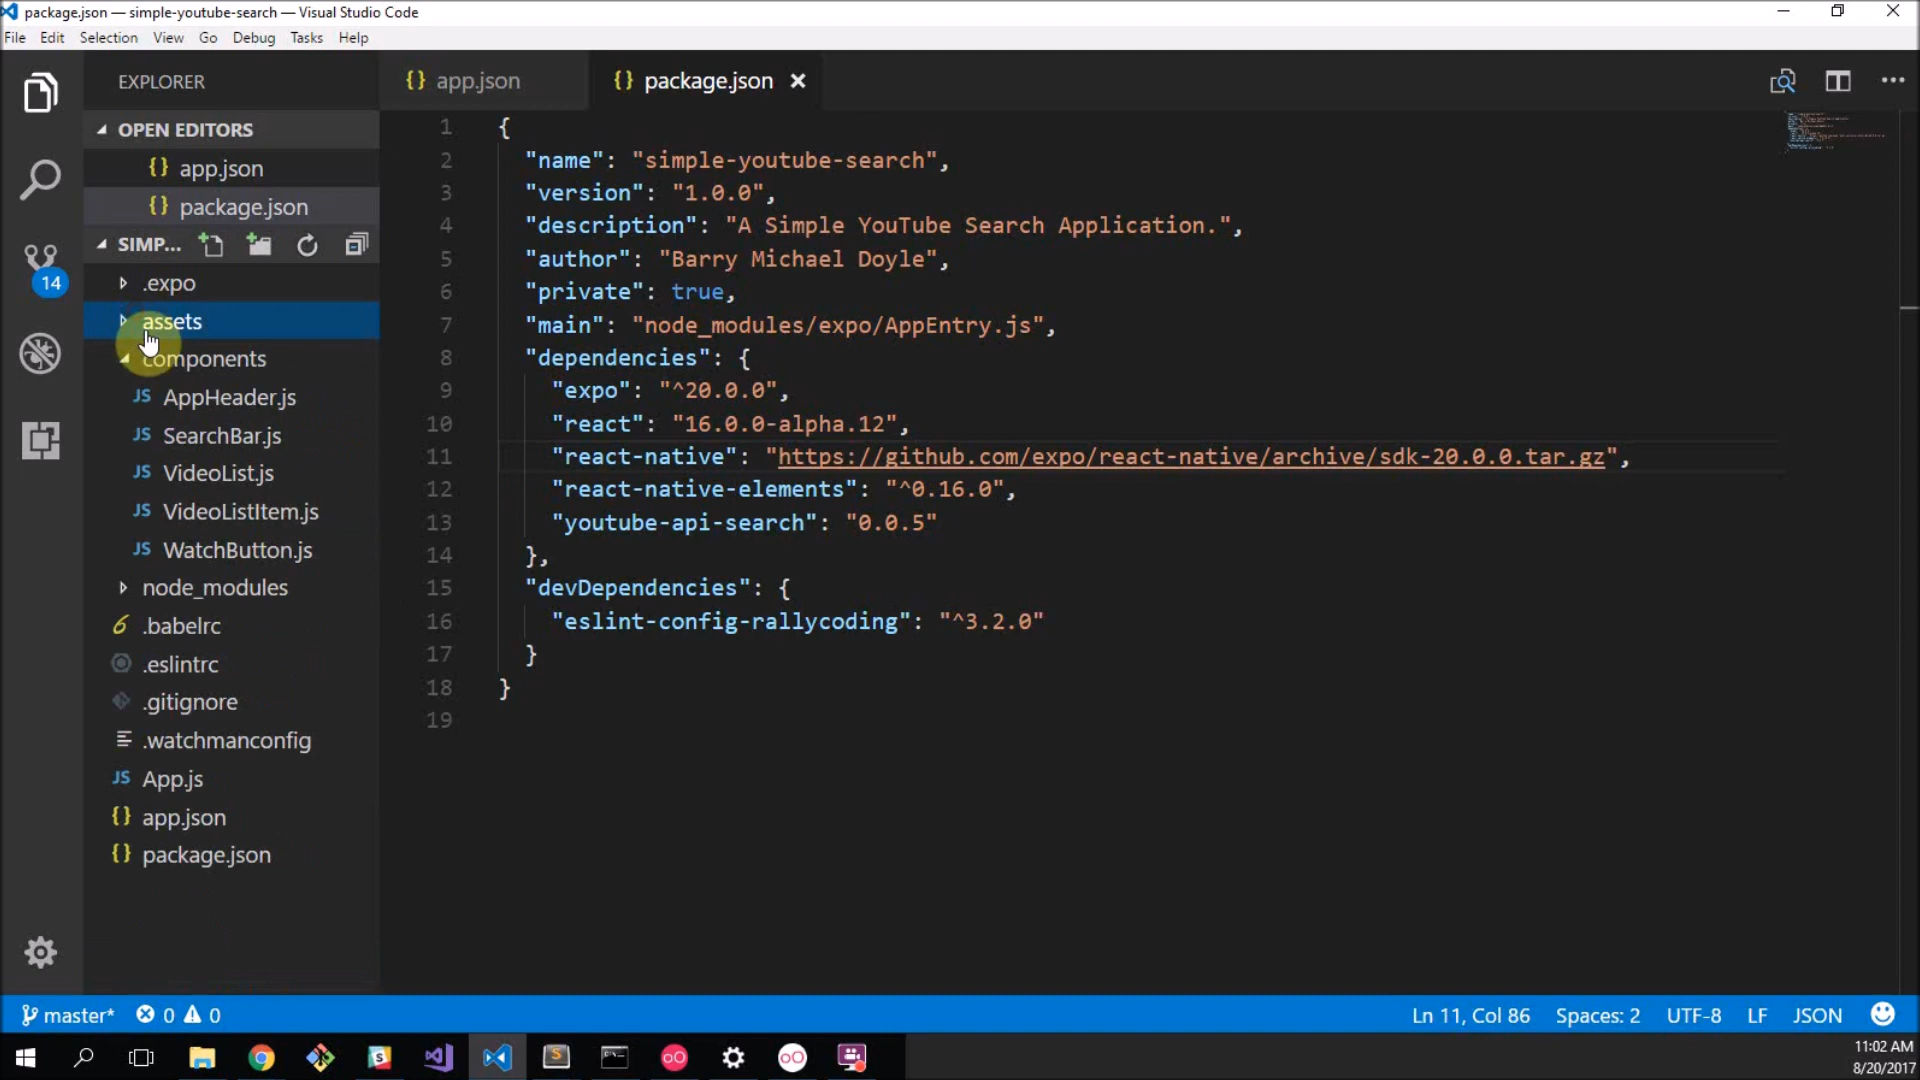 package.json — simple-youtube-search — Visual Studio Code
File Edit Selection View Go Debug Tasks Help
EXPLORER
OPEN EDITORS
{} app.json
{} package.json
SIMP...
14
.expo
assets
components
JS AppHeader.js
JS SearchBar.js
JS VideoList.js
JS VideoListItem.js
JS WatchButton.js
node_modules
6 .babelrc
.eslintrc
.gitignore
.watchmanconfig
JS App.js
{} app.json
{} package.json
{} app.json {} package.json
1 {
2 "name": "simple-youtube-search",
3 "version": "1.0.0",
4 "description": "A Simple YouTube Search Application.",
5 "author": "Barry Michael Doyle",
6 "private": true,
7 "main": "node_modules/expo/AppEntry.js",
8 "dependencies": {
9 "expo": "^20.0.0",
10 "react": "16.0.0-alpha.12",
11 "react-native": "https://github.com/expo/react-native/archive/sdk-20.0.0.tar.gz",
12 "react-native-elements": "^0.16.0",
13 "youtube-api-search": "0.0.5"
14 },
15 "devDependencies": {
16 "eslint-config-rallycoding": "^3.2.0"
17 }
18 }
19
master* 0 0 Ln 11, Col 86 Spaces: 2 UTF-8 LF JSON
11:02 AM
8/20/2017